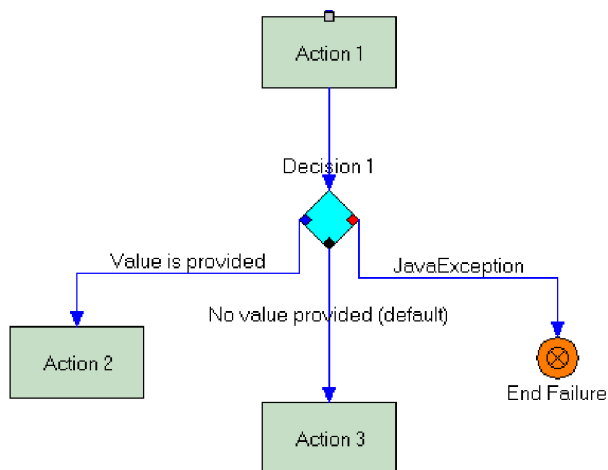 Action 1
Decision 1
Value is provided
JavaException
No value provided (default)
Action 2
End Failure
Action 3